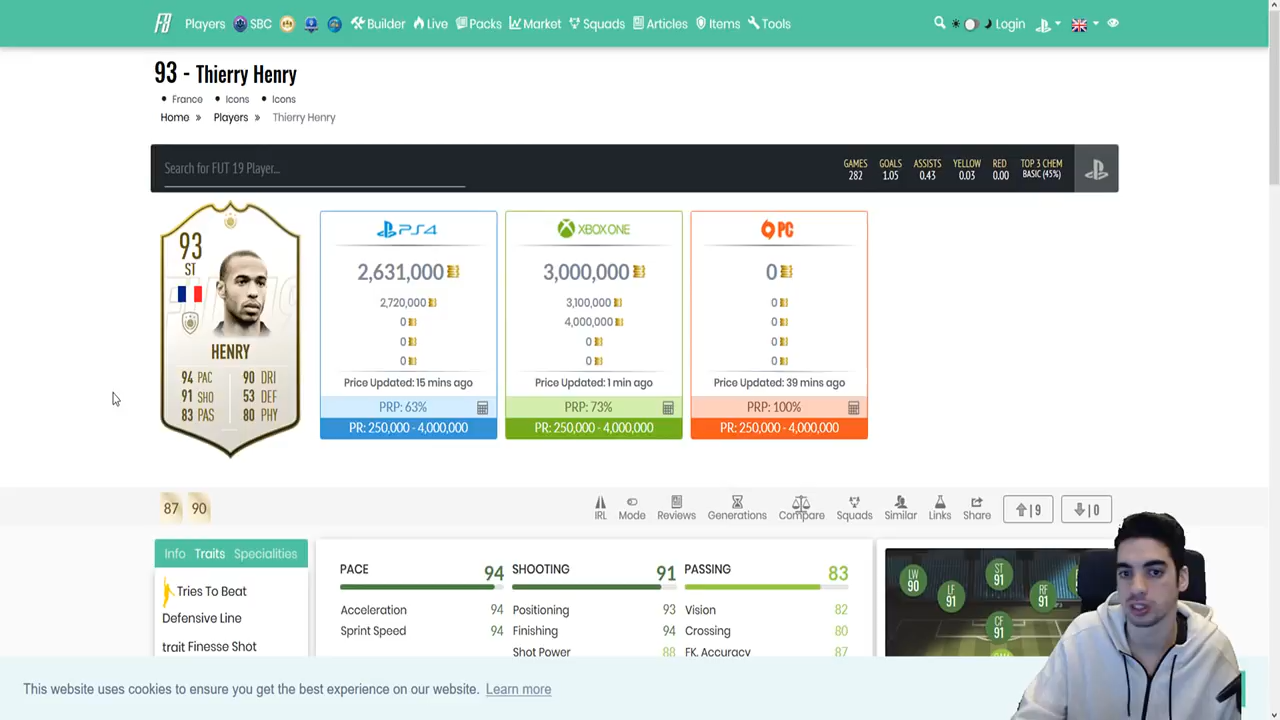 F8 Players SBC Builder Live Packs Market Squads Articles Items Tools Login
93 - Thierry Henry
• France • Icons • Icons
Home » Players » Thierry Henry
Search for FUT 19 Player...
GAMES GOALS ASSISTS YELLOW RED TOP 3 CHEM
282 1.05 0.43 0.03 0.00 BASIC (45%)
93
ST
HENRY
94 PAC 90 DRI
91 SHO 53 DEF
83 PAS 80 PHY
PS4
2,631,000
2,720,000
0
0
0
Price Updated: 15 mins ago
PRP: 63%
PR: 250,000 - 4,000,000
XBOX ONE
3,000,000
3,100,000
4,000,000
0
0
Price Updated: 1 min ago
PRP: 73%
PR: 250,000 - 4,000,000
PC
0
0
0
0
0
Price Updated: 39 mins ago
PRP: 100%
PR: 250,000 - 4,000,000
87 90
IRL Mode Reviews Generations Compare Squads Similar Links Share
9 | 0
Info Traits Specialities
Tries To Beat
Defensive Line
trait Finesse Shot
PACE 94
Acceleration 94
Sprint Speed 94
SHOOTING 91
Positioning 93
Finishing 94
Shot Power 88
PASSING 83
Vision 82
Crossing 80
FK. Accuracy 87
LW
90
LF
91
ST
91
RF
91
CF
91
This website uses cookies to ensure you get the best experience on our website. Learn more